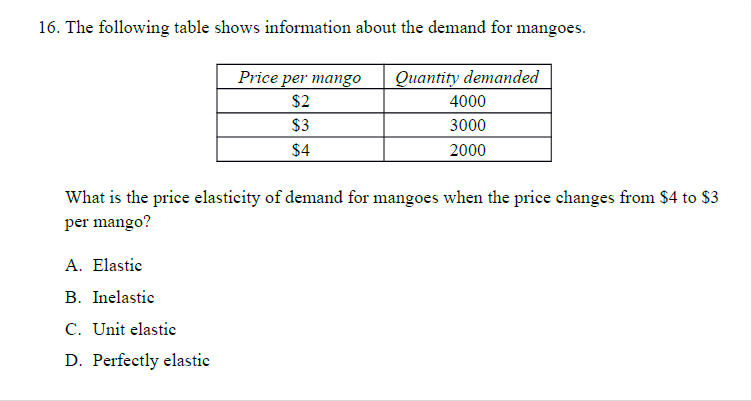 16. The following table shows information about the demand for mangoes.
Price per mango Quantity demanded
$2 4000
$3 3000
$4 2000
What is the price elasticity of demand for mangoes when the price changes from $4 to $3
per mango?
A. Elastic
B. Inelastic
C. Unit elastic
D. Perfectly elastic